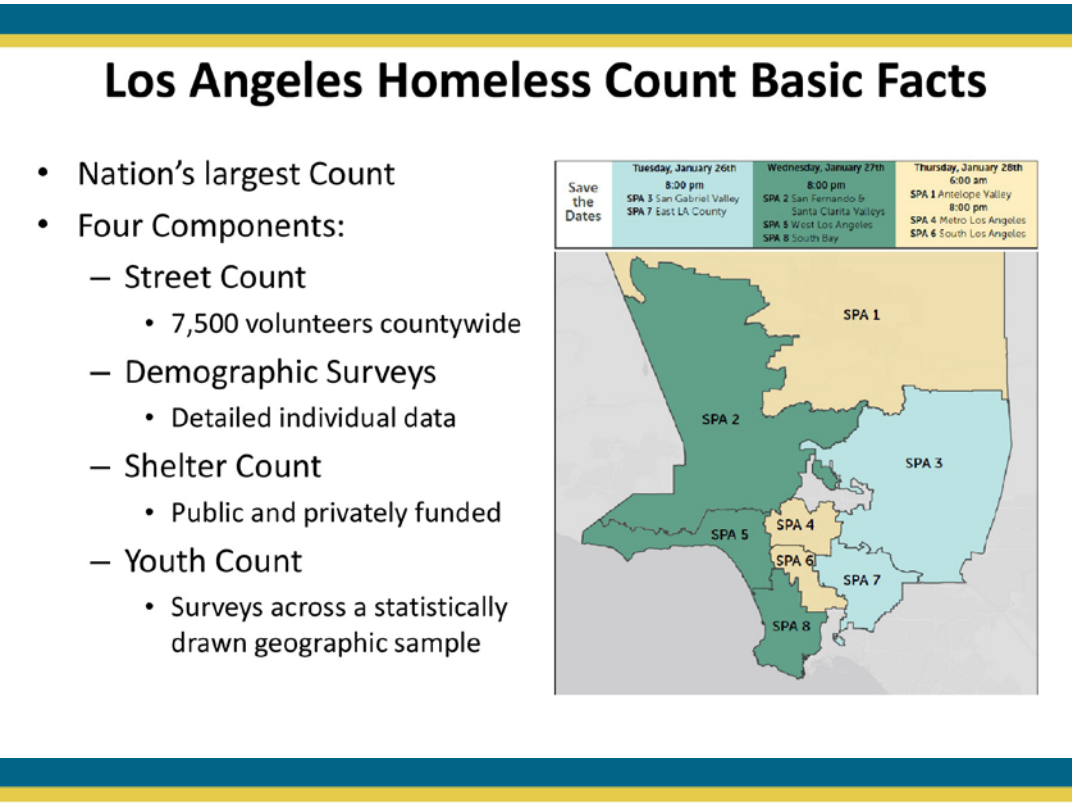 Los Angeles Homeless Count Basic Facts
• Nation's largest Count
• Four Components:
– Street Count
• 7,500 volunteers countywide
– Demographic Surveys
• Detailed individual data
– Shelter Count
• Public and privately funded
– Youth Count
• Surveys across a statistically
drawn geographic sample
Save
the
Dates
Tuesday, January 26th
8:00 pm
SPA 3 San Gabriel Valley
SPA 7 East LA County
Wednesday, January 27th
8:00 pm
SPA 2 San Fernando &
Santa Clarita Valleys
SPA 5 West Los Angeles
SPA 8 South Bay
Thursday, January 28th
6:00 am
SPA 1 Antelope Valley
8:00 pm
SPA 4 Metro Los Angeles
SPA 6 South Los Angeles
SPA 1
SPA 2
SPA 3
SPA 4
SPA 5
SPA 6
SPA 7
SPA 8